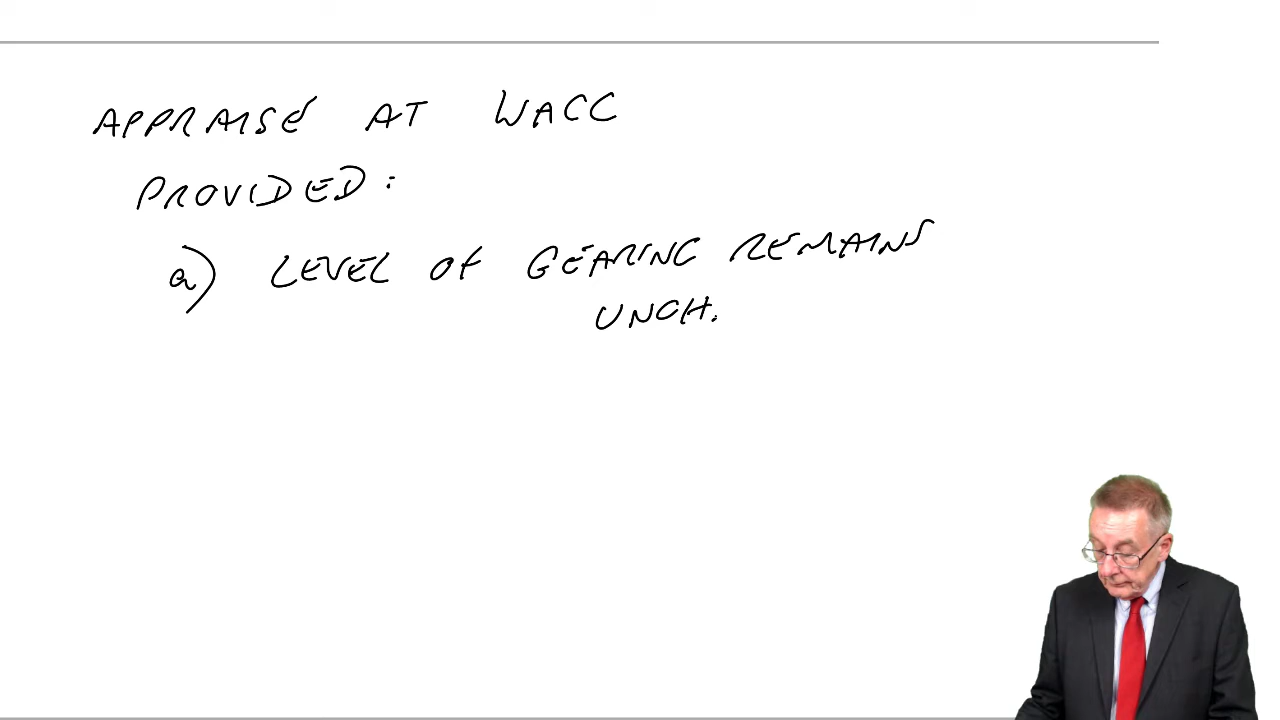 APPRAISE AT WACC
PROVIDED:
a) LEVEL OF GEARING REMAINS
UNCH.